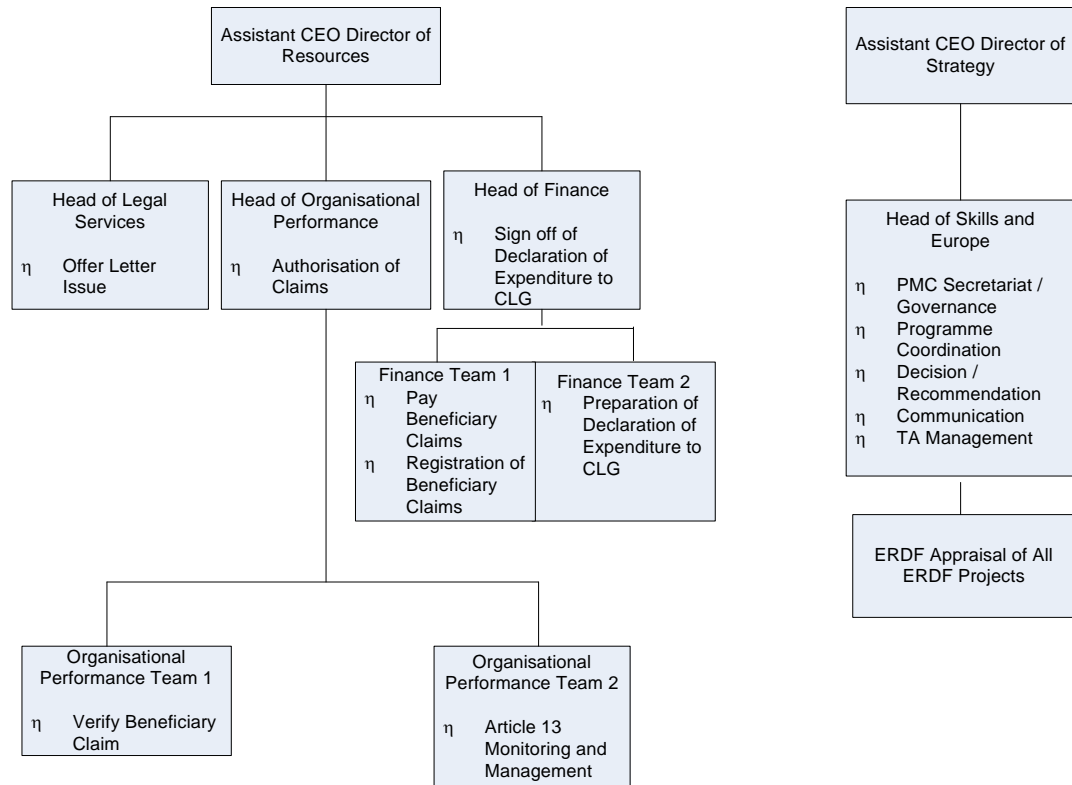 Assistant CEO Director of
Resources
Assistant CEO Director of
Strategy
Head of Legal
Services
η Offer Letter
Issue
Head of Organisational
Performance
η Authorisation of
Claims
Head of Finance
η Sign off of
Declaration of
Expenditure to
CLG
Head of Skills and
Europe
η PMC Secretariat /
Governance
η Programme
Coordination
η Decision /
Recommendation
η Communication
η TA Management
Finance Team 1
η Pay
Beneficiary
Claims
η Registration of
Beneficiary
Claims
Finance Team 2
η Preparation of
Declaration of
Expenditure to
CLG
ERDF Appraisal of All
ERDF Projects
Organisational
Performance Team 1
η Verify Beneficiary
Claim
Organisational
Performance Team 2
η Article 13
Monitoring and
Management